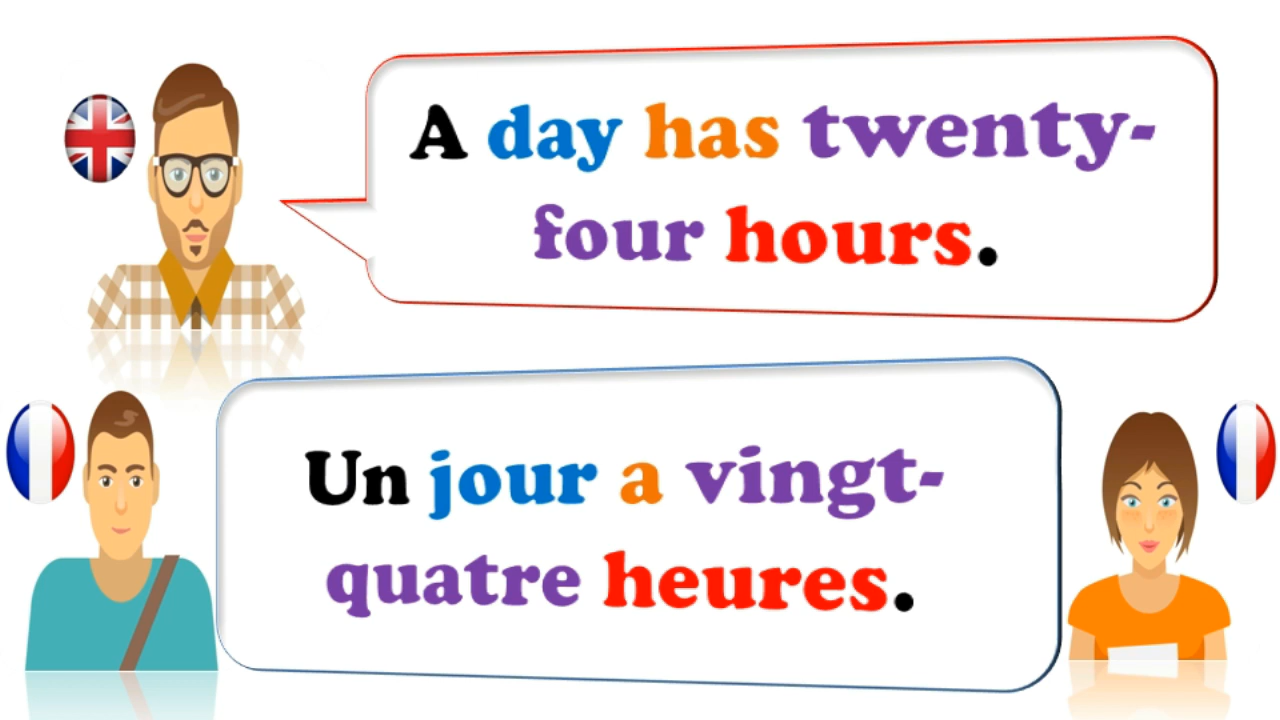 A day has twenty-
four hours.
Un jour a vingt-
quatre heures.